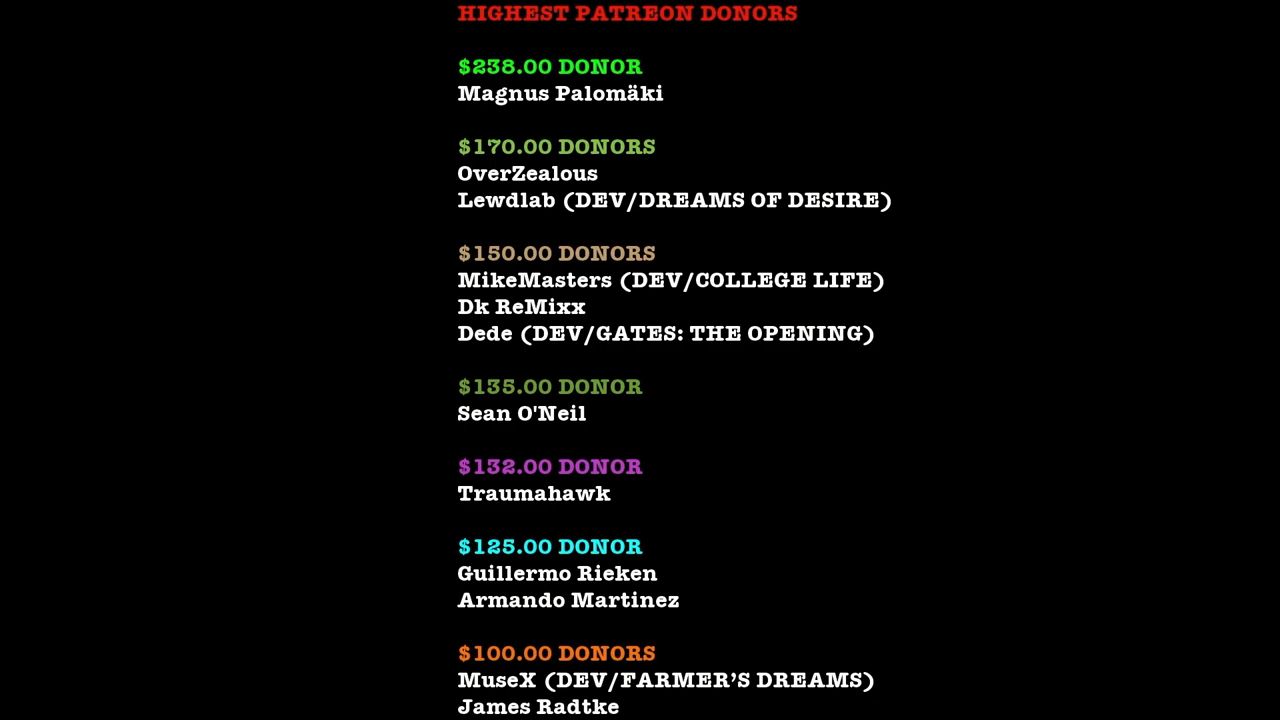 HIGHEST PATREON DONORS
$238.00 DONOR
Magnus Palomäki
$170.00 DONORS
OverZealous
Lewdlab (DEV/DREAMS OF DESIRE)
$150.00 DONORS
MikeMasters (DEV/COLLEGE LIFE)
Dk ReMixx
Dede (DEV/GATES: THE OPENING)
$135.00 DONOR
Sean O'Neil
$132.00 DONOR
Traumahawk
$125.00 DONOR
Guillermo Rieken
Armando Martinez
$100.00 DONORS
MuseX (DEV/FARMER’S DREAMS)
James Radtke